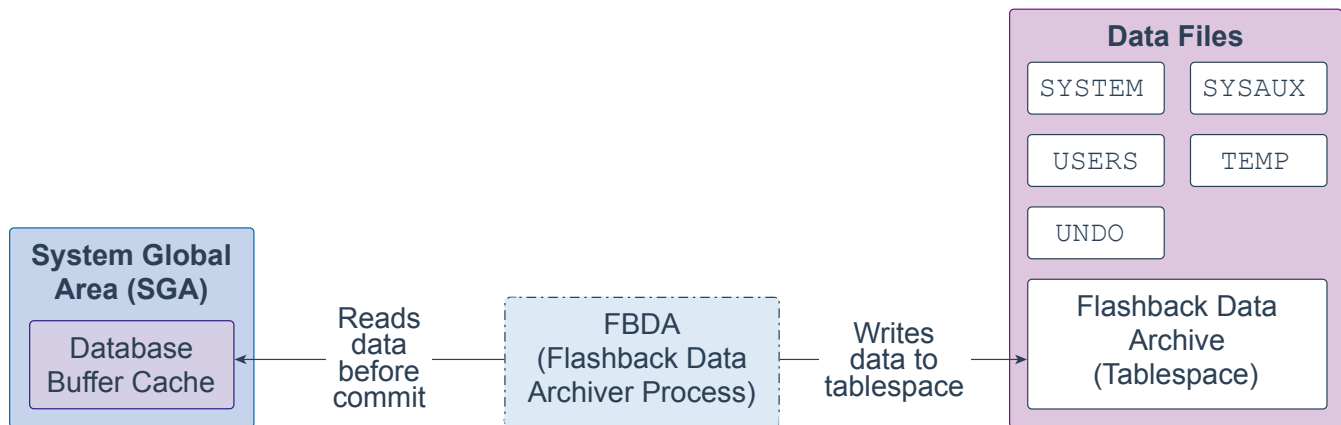 Data Files
SYSTEM
SYSAUX
USERS
TEMP
UNDO
System Global
Area (SGA)
Database
Buffer Cache
Reads
data
before
commit
FBDA
(Flashback Data
Archiver Process)
Writes
data to
tablespace
Flashback Data
Archive
(Tablespace)